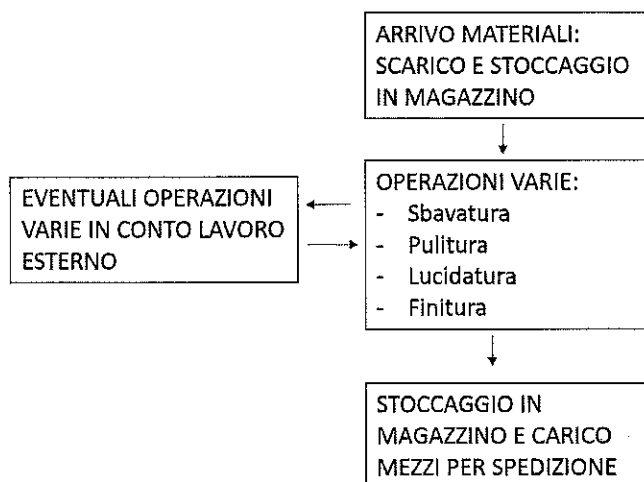 ARRIVO MATERIALI:
SCARICO E STOCCAGGIO
IN MAGAZZINO
EVENTUALI OPERAZIONI
VARIE IN CONTO LAVORO
ESTERNO
OPERAZIONI VARIE:
- Sbavatura
- Pulitura
- Lucidatura
- Finitura
STOCCAGGIO IN
MAGAZZINO E CARICO
MEZZI PER SPEDIZIONE